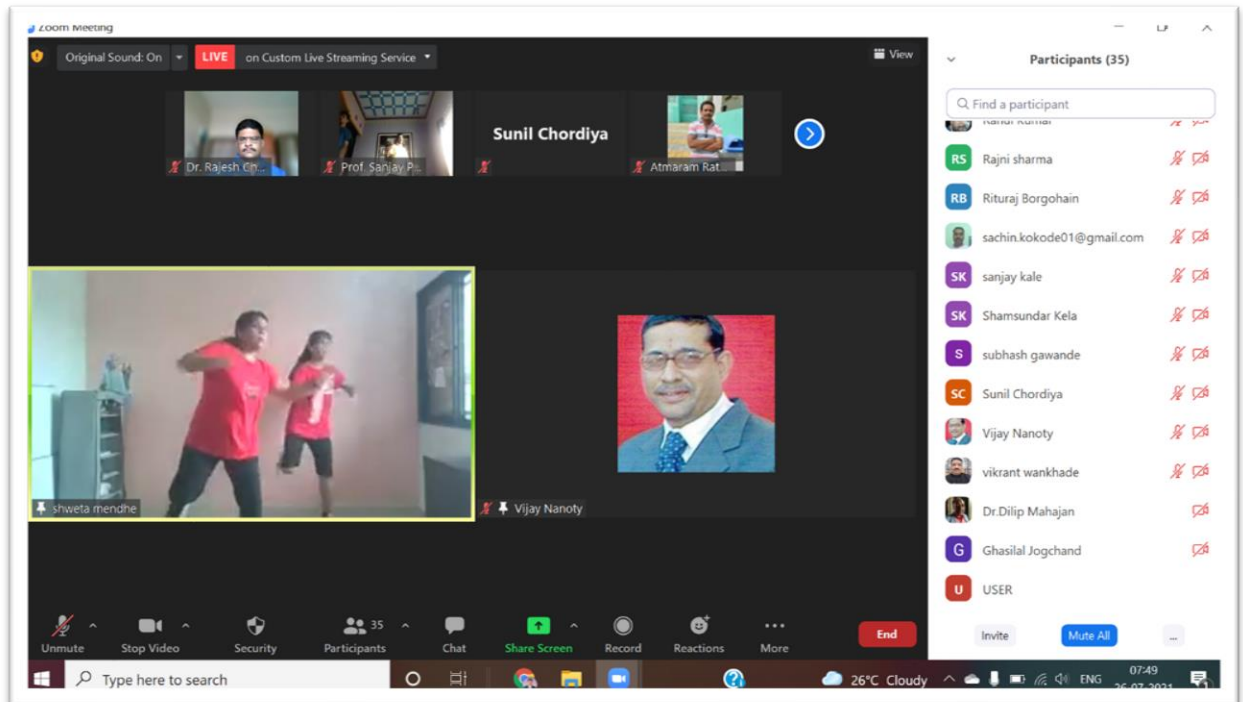 Zoom Meeting
Original Sound: On
LIVE
on Custom Live Streaming Service
View
Dr. Rajesh Ch...
Prof. Sanjay P...
Sunil Chordiya
Atmaram Rat...
shweta mendhe
Vijay Nanoty
Unmute
Stop Video
Security
35
Participants
Chat
Share Screen
Record
Reactions
More
End
Participants (35)
Find a participant
RS Rajni sharma
RB Rituraj Borgohain
sachin.kokode01@gmail.com
SK sanjay kale
SK Shamsundar Kela
S subhash gawande
SC Sunil Chordiya
Vijay Nanoty
vikrant wankhade
Dr.Dilip Mahajan
G Ghasilal Jogchand
U USER
Invite
Mute All
...
Type here to search
26°C Cloudy
ENG
07:49
26-07-2021